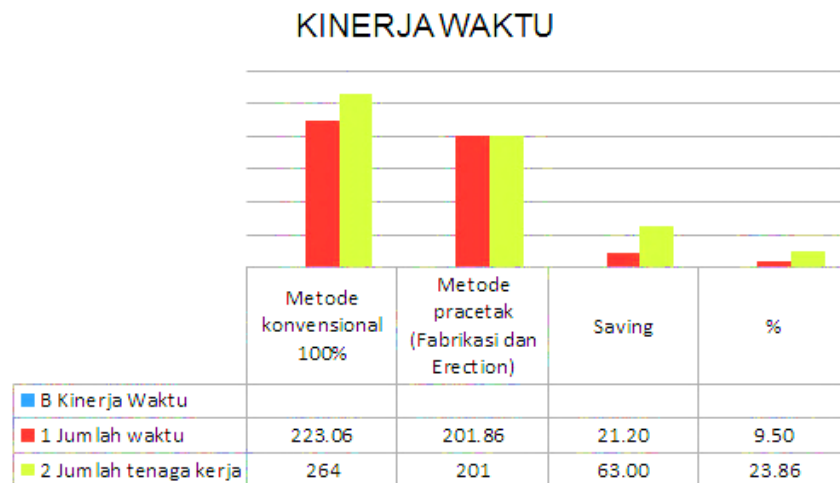 KINERJA WAKTU
Metode
konvensional
100%
Metode
pracetak
(Fabrikasi dan
Erection)
Saving
%
B Kinerja Waktu
1 Jumlah waktu 223.06 201.86 21.20 9.50
2 Jumlah tenaga kerja 264 201 63.00 23.86